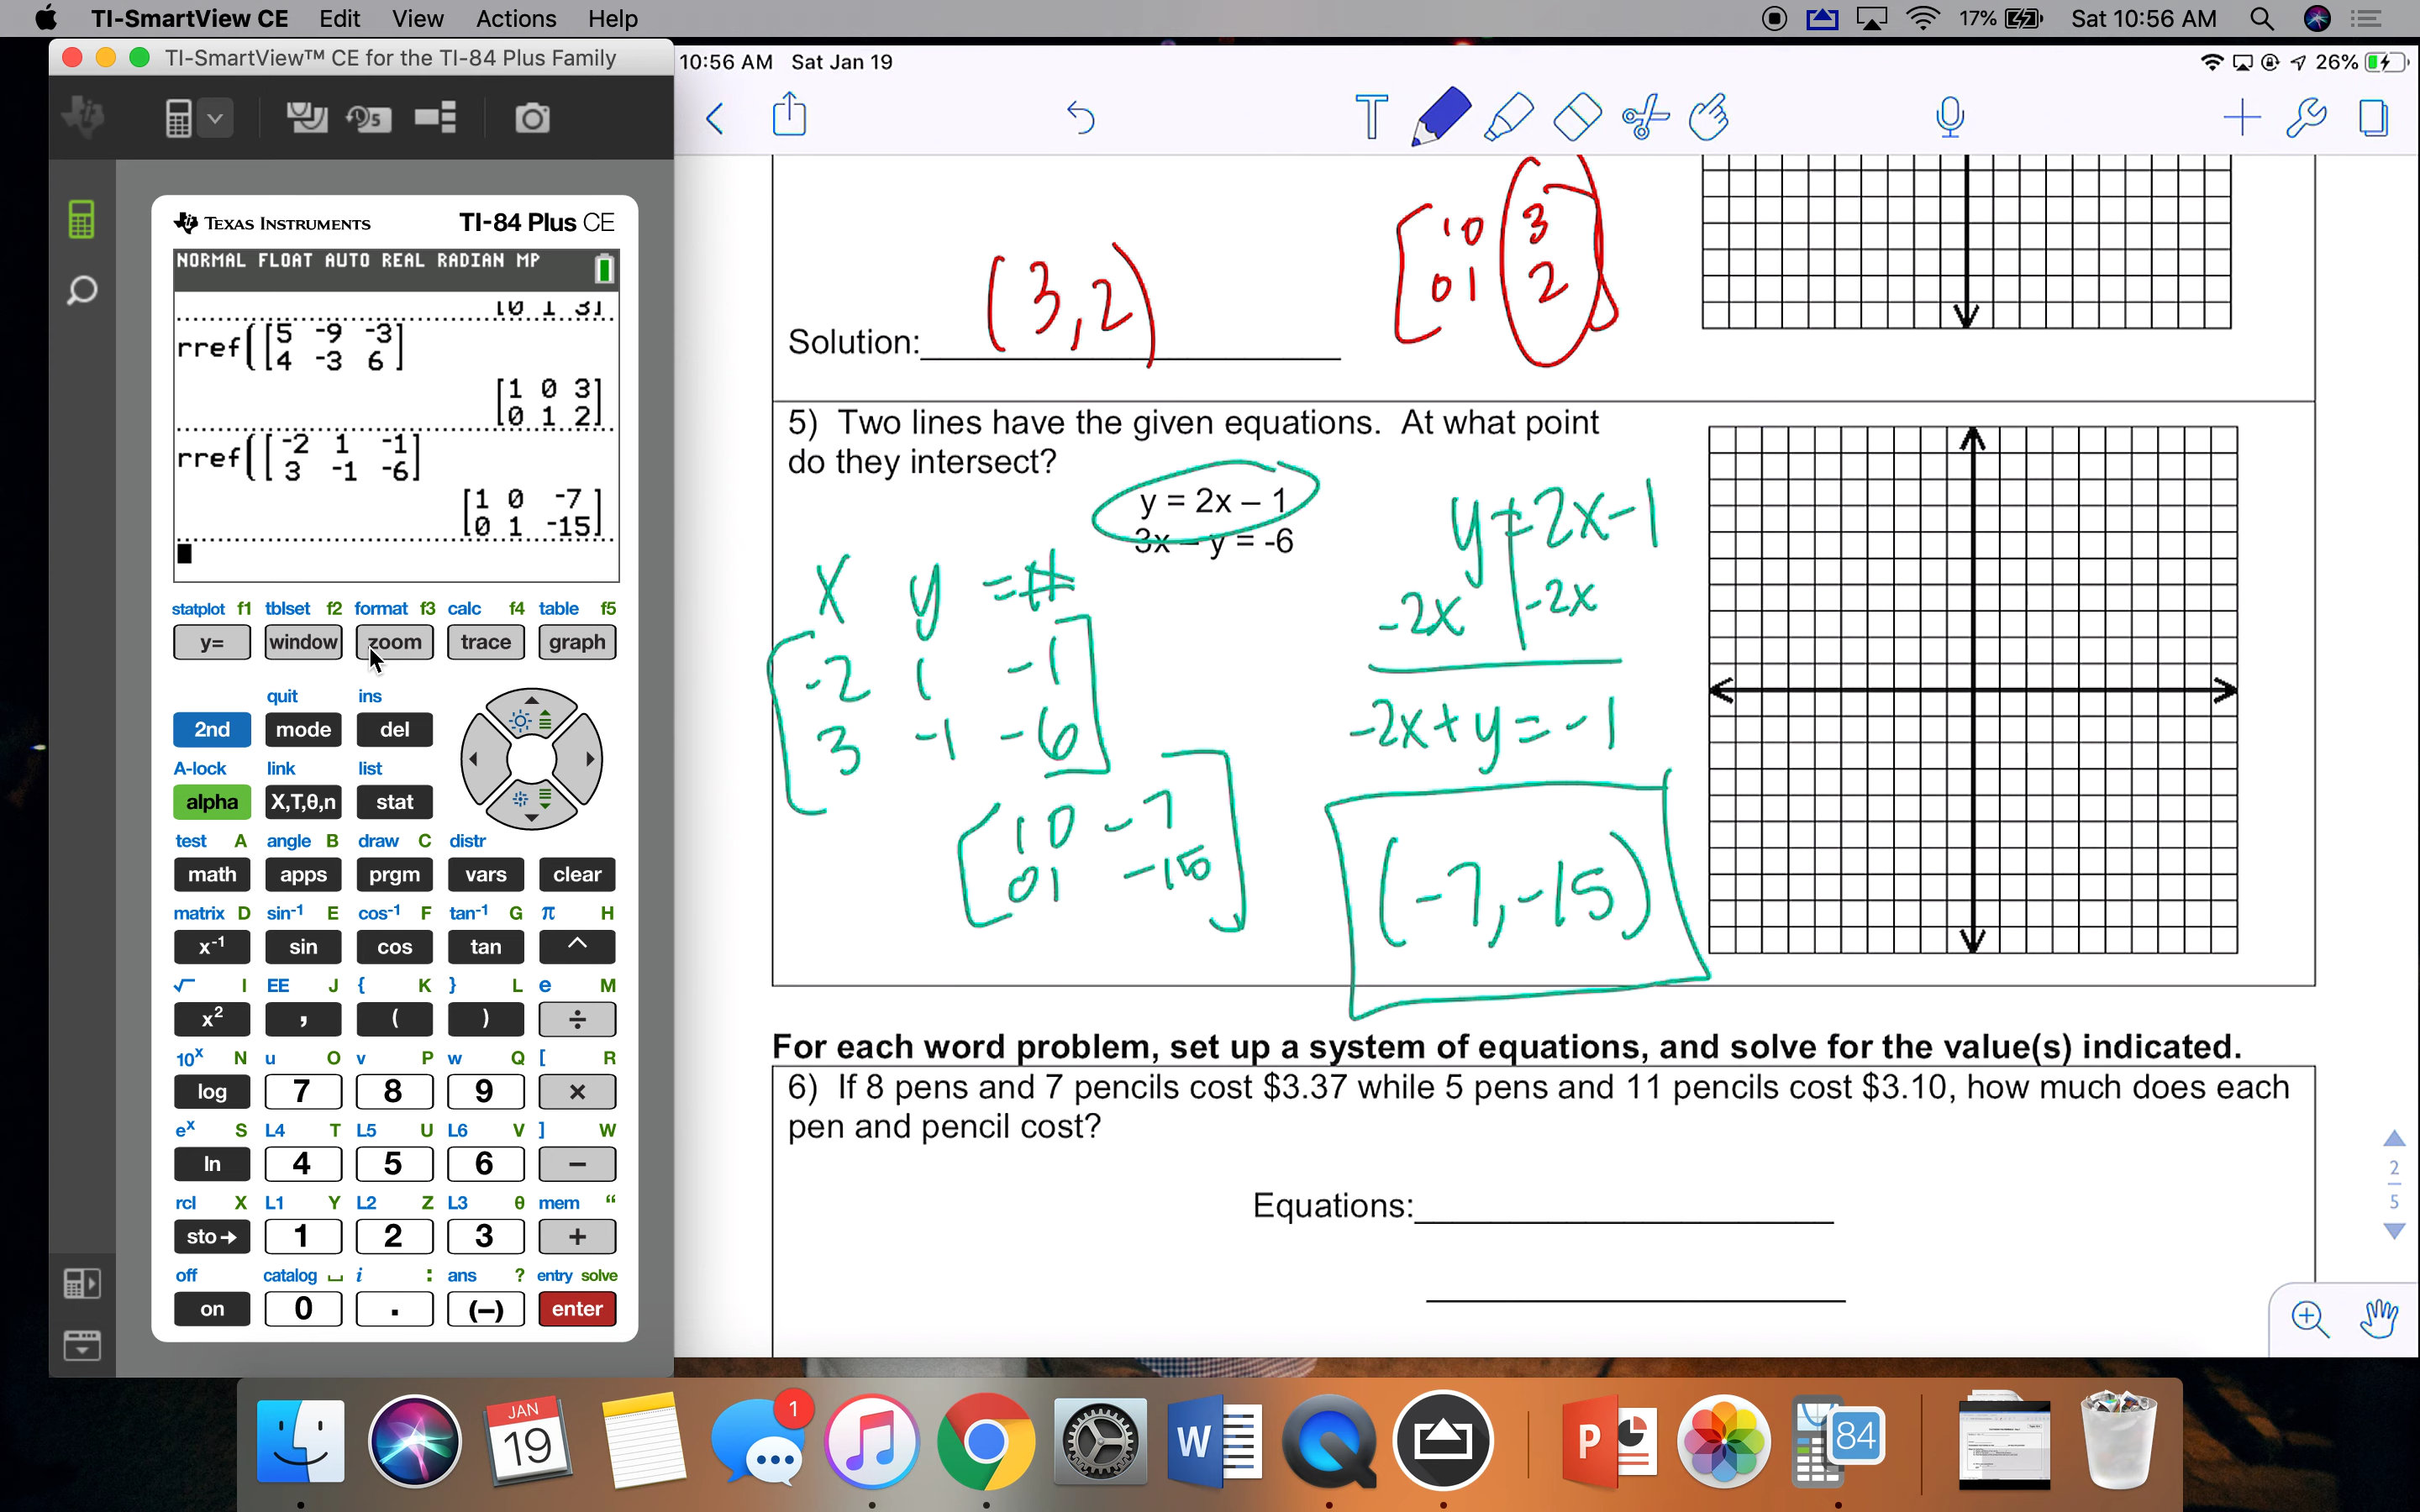 TI-SmartView CE Edit View Actions Help 17% Sat 10:56 AM
TI-SmartView™ CE for the TI-84 Plus Family
10:56 AM Sat Jan 19 26%
T
5
TEXAS INSTRUMENTS TI-84 Plus CE
NORMAL FLOAT AUTO REAL RADIAN MP
[0 1 3]
rref([5 -9 -3]
[4 -3 6]
[1 0 3]
[0 1 2]
rref([-2 1 -1]
[3 -1 -6]
[1 0 -7]
[0 1 -15]
statplot f1 tblset f2 format f3 calc f4 table f5
y= window zoom trace graph
quit ins
2nd mode del
A-lock link list
alpha X,T,θ,n stat
test A angle B draw C distr
math apps prgm vars clear
matrix D sin⁻¹ E cos⁻¹ F tan⁻¹ G π H
x⁻¹ sin cos tan ^
√ I EE J { K } L e M
x² , ( ) ÷
10ˣ N u O v P w Q [ R
log 7 8 9 ×
eˣ S L4 T L5 U L6 V ] W
ln 4 5 6 −
rcl X L1 Y L2 Z L3 θ mem “
sto→ 1 2 3 +
off catalog ⎵ i : ans ? entry solve
on 0 . (−) enter
[1 0 3
0 1 2]
Solution: (3,2)
5) Two lines have the given equations. At what point
do they intersect?
y = 2x – 1
3x – y = -6
x y =#
[-2 1 -1]
[3 -1 -6]
[1 0 -7]
[0 1 -15]
y=2x-1
-2x -2x
-2x+y=-1
(-7,-15)
For each word problem, set up a system of equations, and solve for the value(s) indicated.
6) If 8 pens and 7 pencils cost $3.37 while 5 pens and 11 pencils cost $3.10, how much does each
pen and pencil cost?
Equations:
2
5
JAN
19
1
W
P
84